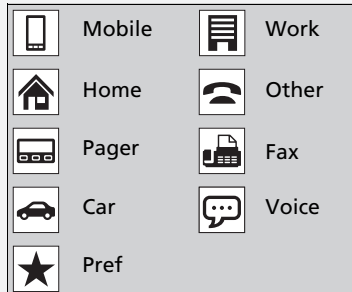 Mobile Work
Home Other
Pager Fax
Car Voice
Pref